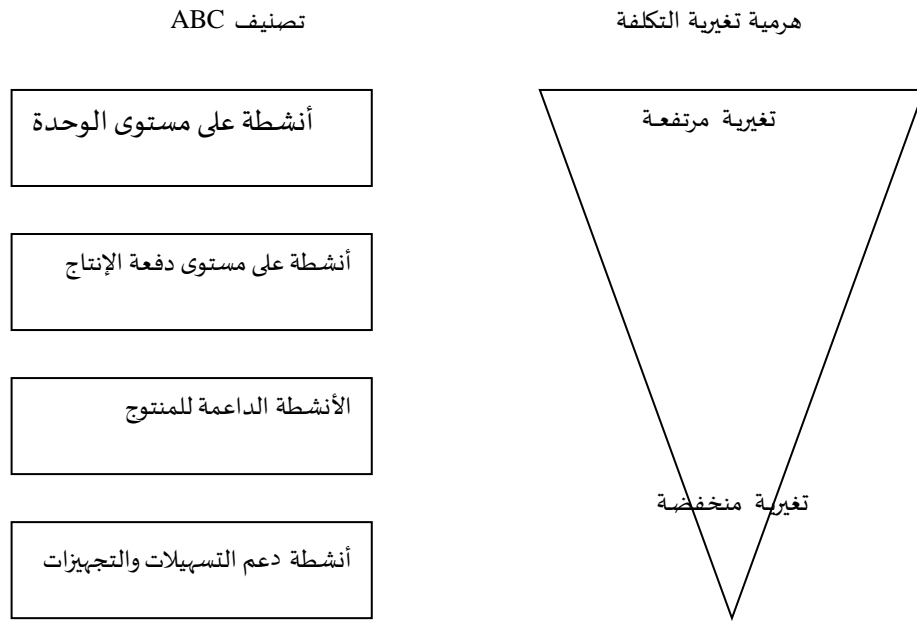 هرمية تغيرية التكلفة
تصنيف ABC
تغيرية مرتفعة
أنشطة على مستوى الوحدة
أنشطة على مستوى دفعة الإنتاج
الأنشطة الداعمة للمنتوج
تغيرية منخفضة
أنشطة دعم التسهيلات والتجهيزات